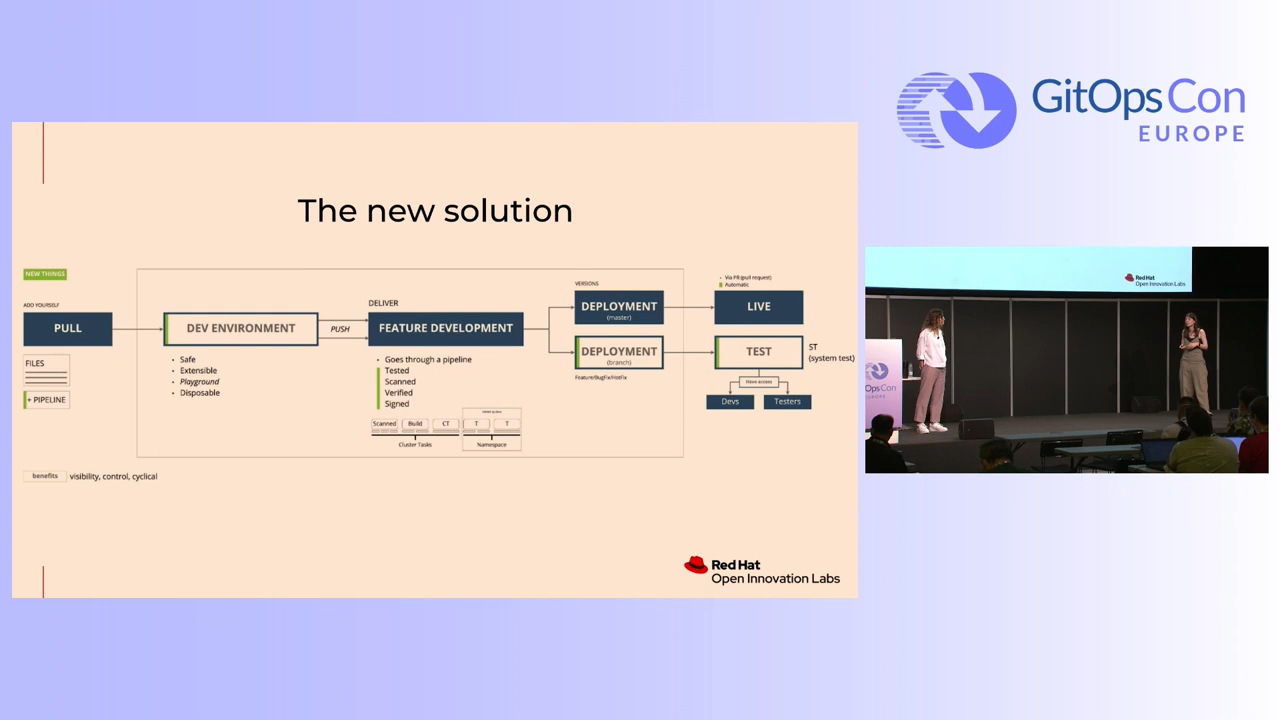 GitOpsCon
EUROPE
The new solution
NEW THINGS
ADD YOURSELF
PULL
FILES
+ PIPELINE
DEV ENVIRONMENT
• Safe
• Extensible
• Playground
• Disposable
PUSH
DELIVER
FEATURE DEVELOPMENT
• Goes through a pipeline
Tested
Scanned
Verified
Signed
Scanned Build CT T T
Cluster Tasks
Namespace
VERSIONS
DEPLOYMENT
(master)
DEPLOYMENT
(branch)
Feature/BugFix/HotFix
• Via PR (pull request)
Automatic
LIVE
TEST
ST
(system test)
Have access
Devs
Testers
benefits visibility, control, cyclical
Red Hat
Open Innovation Labs
Red Hat
Open Innovation Labs
psCon
EUROPE